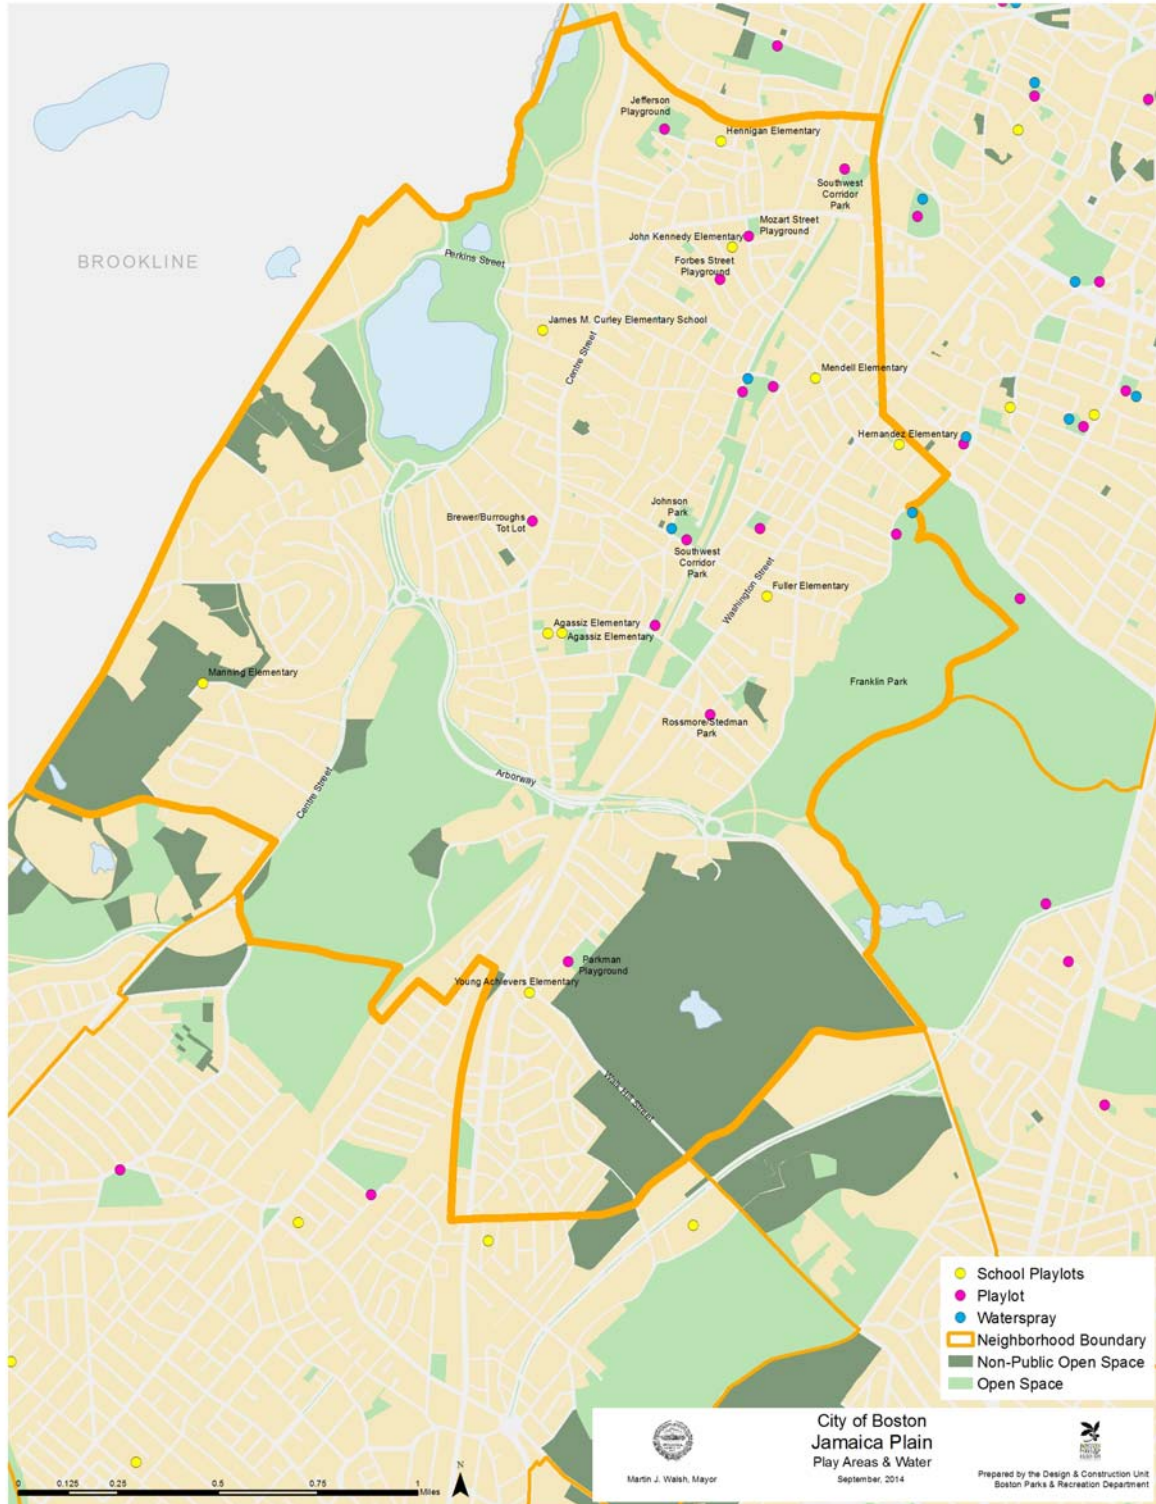 Jefferson
Playground
Hennigan Elementary
Southwest
Corridor
Park
Mozart Street
Playground
John Kennedy Elementary
Forbes Street
Playground
BROOKLINE
Perkins Street
James M. Curley Elementary School
Centre Street
Mendell Elementary
Hernandez Elementary
Johnson
Park
Brewer/Burroughs
Tot Lot
Southwest
Corridor
Park
Washington Street
Fuller Elementary
Agassiz Elementary
Agassiz Elementary
Manning Elementary
Franklin Park
Rossmore/Stedman
Park
Arborway
Centre Street
Parkman
Playground
Young Achievers Elementary
Walk Hill Street
School Playlots
Playlot
Waterspray
Neighborhood Boundary
Non-Public Open Space
Open Space
City of Boston
Jamaica Plain
Play Areas & Water
September, 2014
Martin J. Walsh, Mayor
Prepared by the Design & Construction Unit
Boston Parks & Recreation Department
N
0 0.125 0.25 0.5 0.75 1
Miles